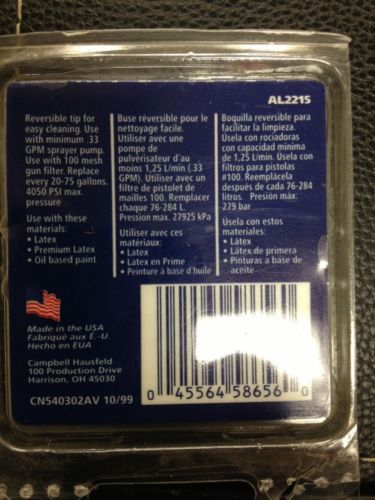 AL2215
Reversible tip for
easy cleaning. Use
with minimum .33
GPM sprayer pump.
Use with 100 mesh
gun filter. Replace
every 20-75 gallons.
4050 PSI max.
pressure
Use with these
materials:
• Latex
• Premium Latex
• Oil based paint
Buse réversible pour le
nettoyage facile.
Utiliser avec une
pompe de
pulvérisateur d'au
moins 1,25 L/min. (.33
GPM). Utiliser avec un
filtre de pistolet de
mailles 100. Remplacer
chaque 76-284 L.
Pression max. 27925 kPa
Utiliser avec ces
matériaux:
• Latex
• Latex en Prime
• Peinture à base d'huile
Boquilla reversible para
facilitar la limpieza.
Usela con rociadoras
con capacidad mínima
de 1,25 L/min. Usela con
filtros para pistolas
#100. Reemplácela
después de cada 76-284
litros. Presión máx:
279 bar.
Úsela con estos
materiales:
• Latex
• Latex de primera
• Pinturas a base de
aceite
Made in the USA
Fabriqué aux É.-U.
Hecho en EUA
Campbell Hausfeld
100 Production Drive
Harrison, OH 45030
CN540302AV 10/99
0 45564 58656 0